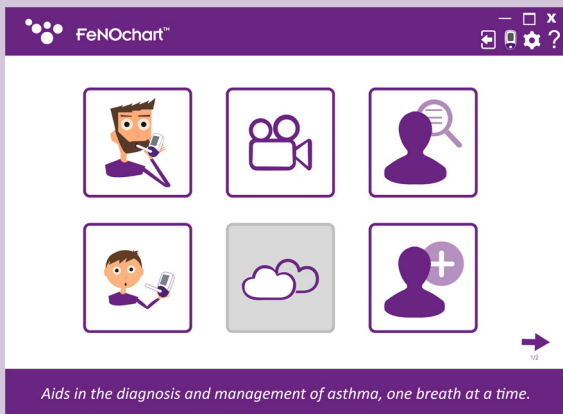 FeNOchart™
1/2
Aids in the diagnosis and management of asthma, one breath at a time.